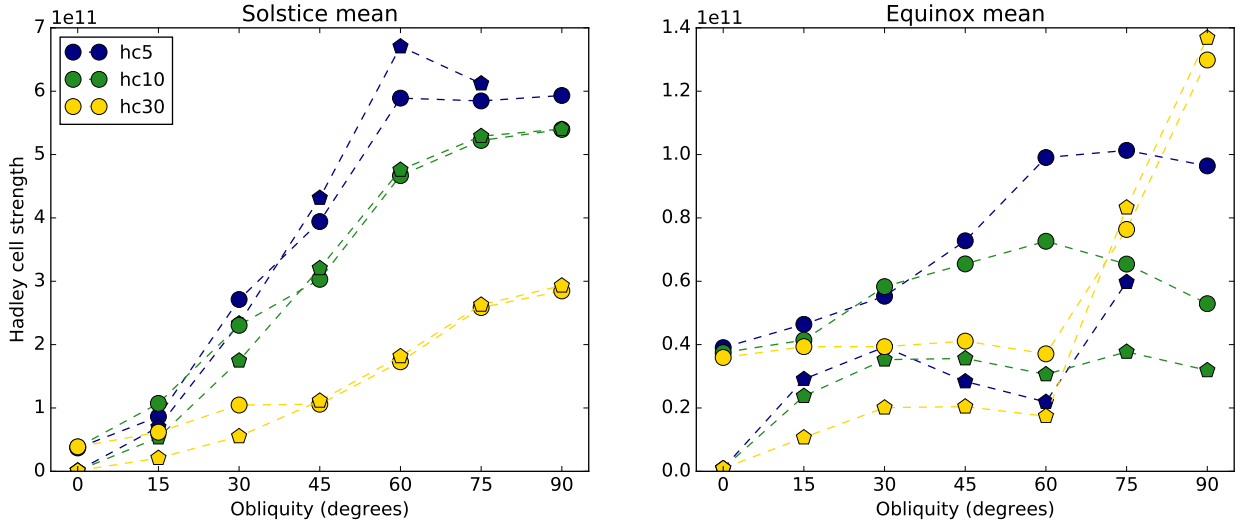 Solstice mean
1e11
7
6
5
4
3
2
1
0
Hadley cell strength
hc5
hc10
hc30
0 15 30 45 60 75 90
Obliquity (degrees)
Equinox mean
1e11
1.4
1.2
1.0
0.8
0.6
0.4
0.2
0.0
0 15 30 45 60 75 90
Obliquity (degrees)